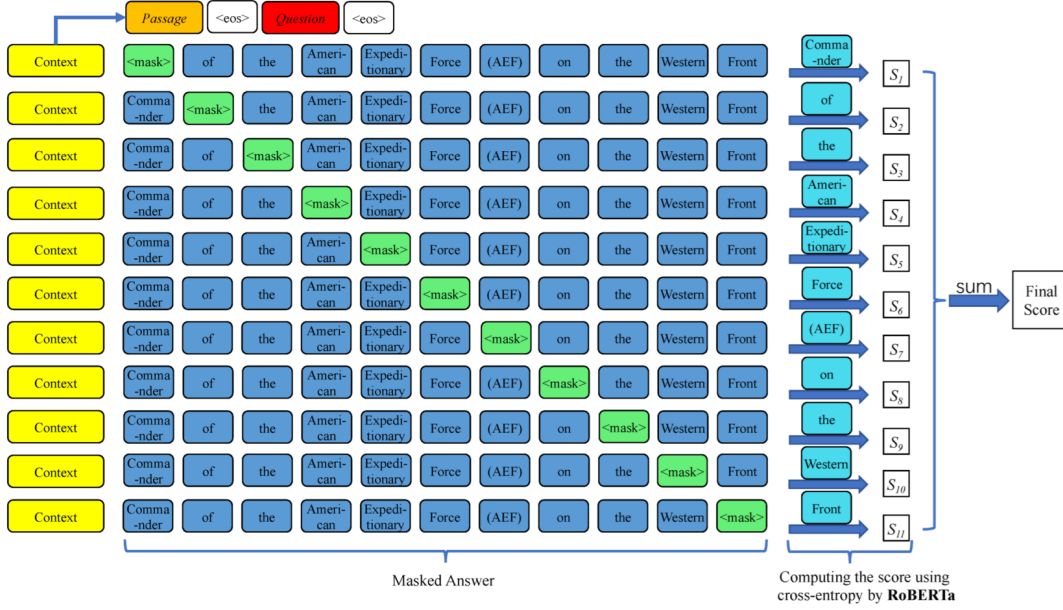 Passage <eos> Question <eos>
Context <mask> of the Ameri-can Expedi-tionary Force (AEF) on the Western Front Comma-nder S1
Context Comma-nder <mask> the Ameri-can Expedi-tionary Force (AEF) on the Western Front of S2
Context Comma-nder of <mask> Ameri-can Expedi-tionary Force (AEF) on the Western Front the S3
Context Comma-nder of the <mask> Expedi-tionary Force (AEF) on the Western Front Ameri-can S4
Context Comma-nder of the Ameri-can <mask> Force (AEF) on the Western Front Expedi-tionary S5
Context Comma-nder of the Ameri-can Expedi-tionary <mask> (AEF) on the Western Front Force S6
Context Comma-nder of the Ameri-can Expedi-tionary Force <mask> on the Western Front (AEF) S7
Context Comma-nder of the Ameri-can Expedi-tionary Force (AEF) <mask> the Western Front on S8
Context Comma-nder of the Ameri-can Expedi-tionary Force (AEF) on <mask> Western Front the S9
Context Comma-nder of the Ameri-can Expedi-tionary Force (AEF) on the <mask> Front Western S10
Context Comma-nder of the Ameri-can Expedi-tionary Force (AEF) on the Western <mask> Front S11
sum
Final
Score
Masked Answer
Computing the score using
cross-entropy by RoBERTa